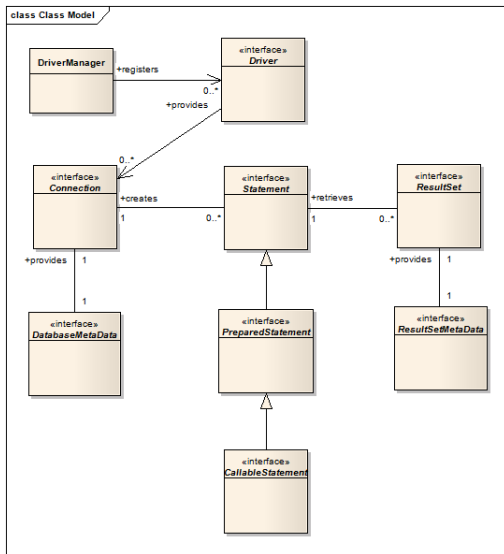 class Class Model
DriverManager
+registers
0..*
«interface»
Driver
+provides
0..*
«interface»
Connection
+creates
1
0..*
«interface»
Statement
+retrieves
1
0..*
«interface»
ResultSet
+provides
1
1
+provides
1
1
«interface»
DatabaseMetaData
«interface»
PreparedStatement
«interface»
ResultSetMetaData
«interface»
CallableStatement